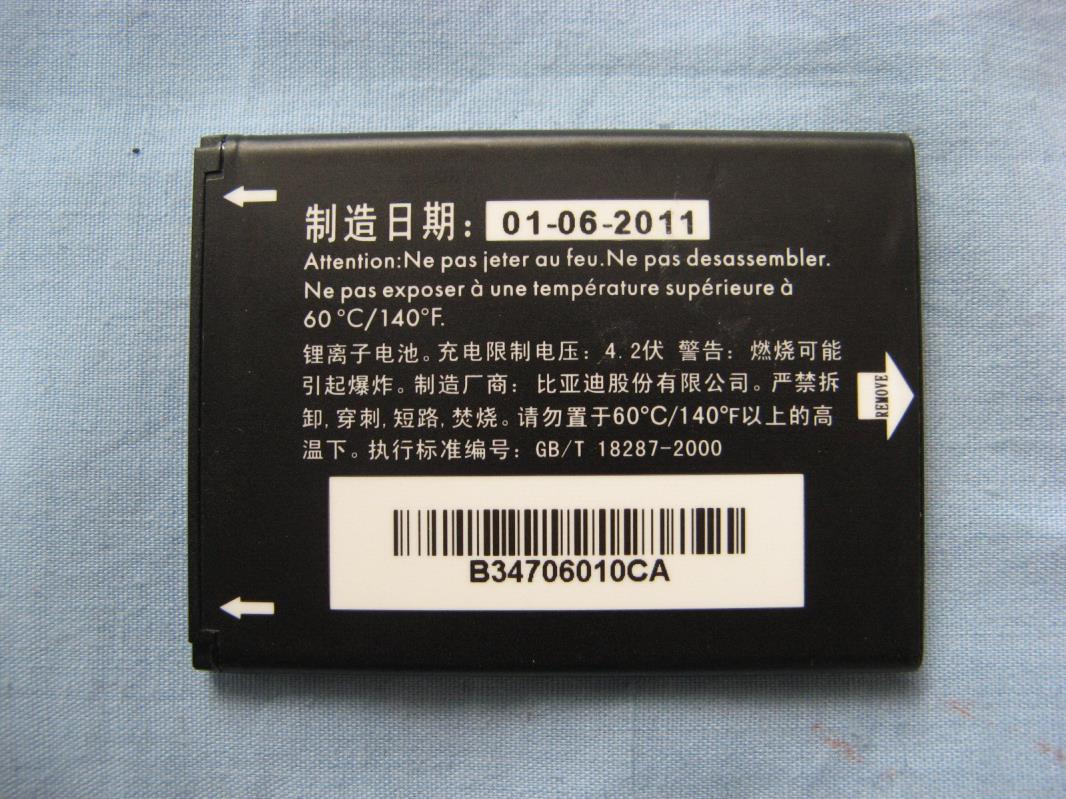 制造日期: 01-06-2011
Attention:Ne pas jeter au feu.Ne pas desassembler.
Ne pas exposer à une température supérieure à
60 °C/140°F.
锂离子电池。充电限制电压: 4.2伏 警告: 燃烧可能
引起爆炸。制造厂商: 比亚迪股份有限公司。严禁拆
卸,穿刺,短路,焚烧。请勿置于60°C/140°F以上的高
温下。执行标准编号: GB/T 18287-2000
REMOVE
B34706010CA